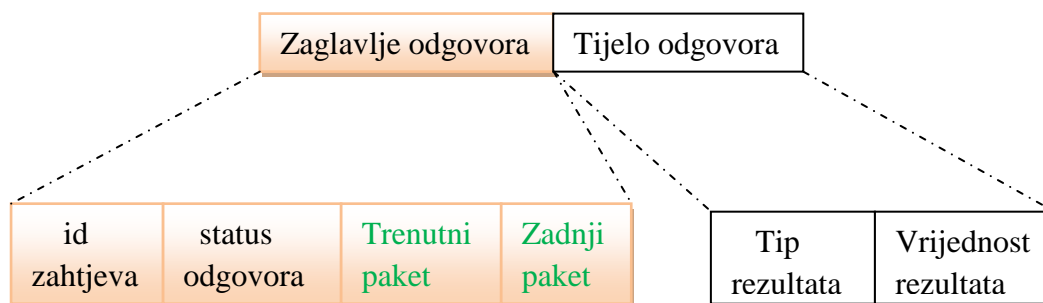 Zaglavlje odgovora
Tijelo odgovora
id
zahtjeva
status
odgovora
Trenutni
paket
Zadnji
paket
Tip
rezultata
Vrijednost
rezultata